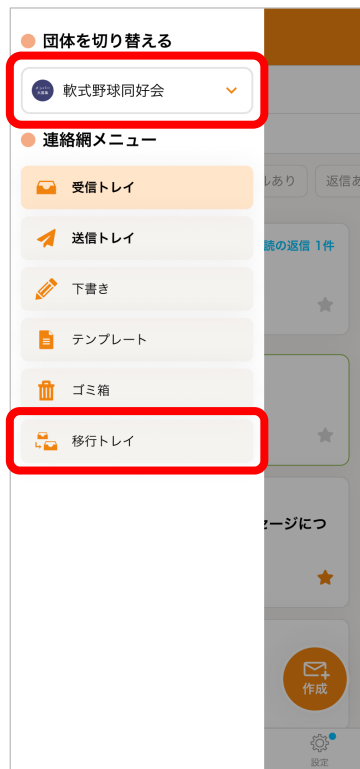 団体を切り替える
軟式野球同好会
連絡網メニュー
受信トレイ
送信トレイ
下書き
テンプレート
ゴミ箱
移行トレイ
ルあり
返信あ
読の返信 1件
セージにつ
作成
設定